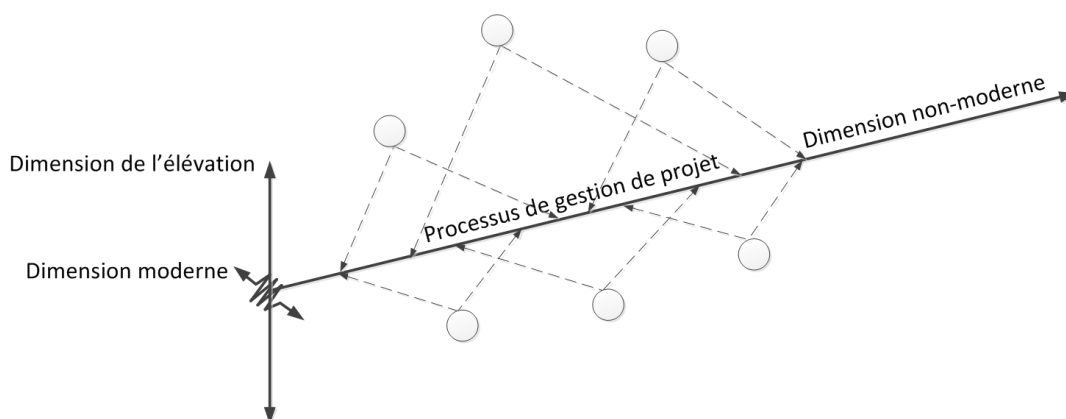 Dimension non-moderne
Dimension de l'élévation
Processus de gestion de projet
Dimension moderne